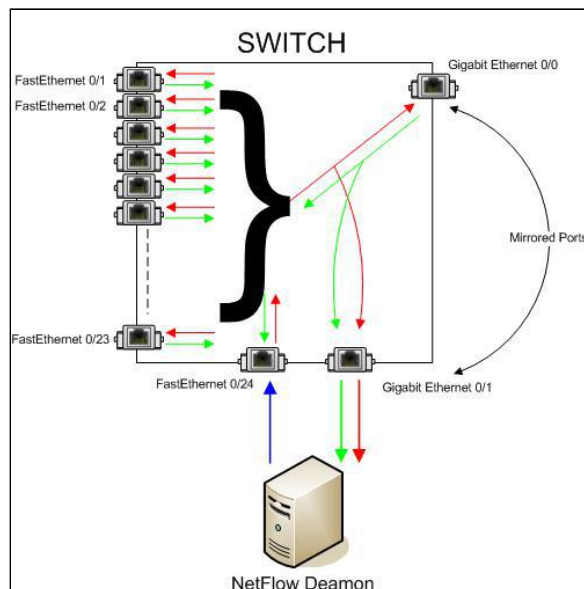 SWITCH
Gigabit Ethernet 0/0
FastEthernet 0/1
FastEthernet 0/2
Mirrored Ports
FastEthernet 0/23
FastEthernet 0/24
Gigabit Ethernet 0/1
NetFlow Deamon